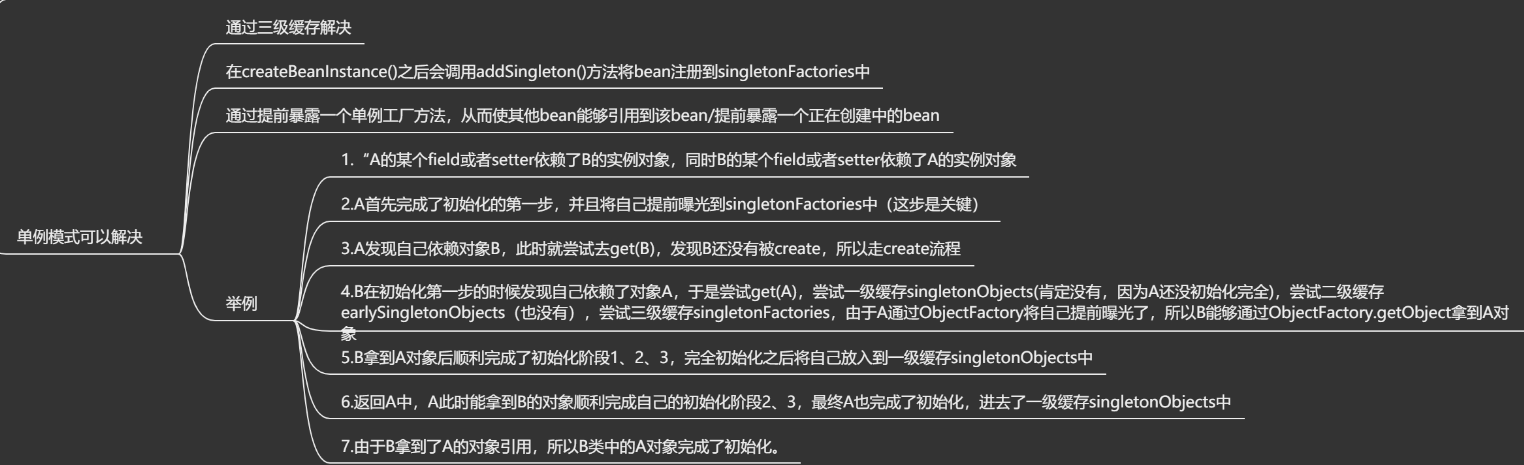 通过三级缓存解决
在createBeanInstance()之后会调用addSingleton()方法将bean注册到singletonFactories中
通过提前暴露一个单例工厂方法，从而使其他bean能够引用到该bean/提前暴露一个正在创建中的bean
单例模式可以解决
举例
1.“A的某个field或者setter依赖了B的实例对象，同时B的某个field或者setter依赖了A的实例对象
2.A首先完成了初始化的第一步，并且将自己提前曝光到singletonFactories中（这步是关键）
3.A发现自己依赖对象B，此时就尝试去get(B)，发现B还没有被create，所以走create流程
4.B在初始化第一步的时候发现自己依赖了对象A，于是尝试get(A)，尝试一级缓存singletonObjects(肯定没有，因为A还没初始化完全)，尝试二级缓存
earlySingletonObjects（也没有），尝试三级缓存singletonFactories，由于A通过ObjectFactory将自己提前曝光了，所以B能够通过ObjectFactory.getObject拿到A对
象
5.B拿到A对象后顺利完成了初始化阶段1、2、3，完全初始化之后将自己放入到一级缓存singletonObjects中
6.返回A中，A此时能拿到B的对象顺利完成自己的初始化阶段2、3，最终A也完成了初始化，进去了一级缓存singletonObjects中
7.由于B拿到了A的对象引用，所以B类中的A对象完成了初始化。